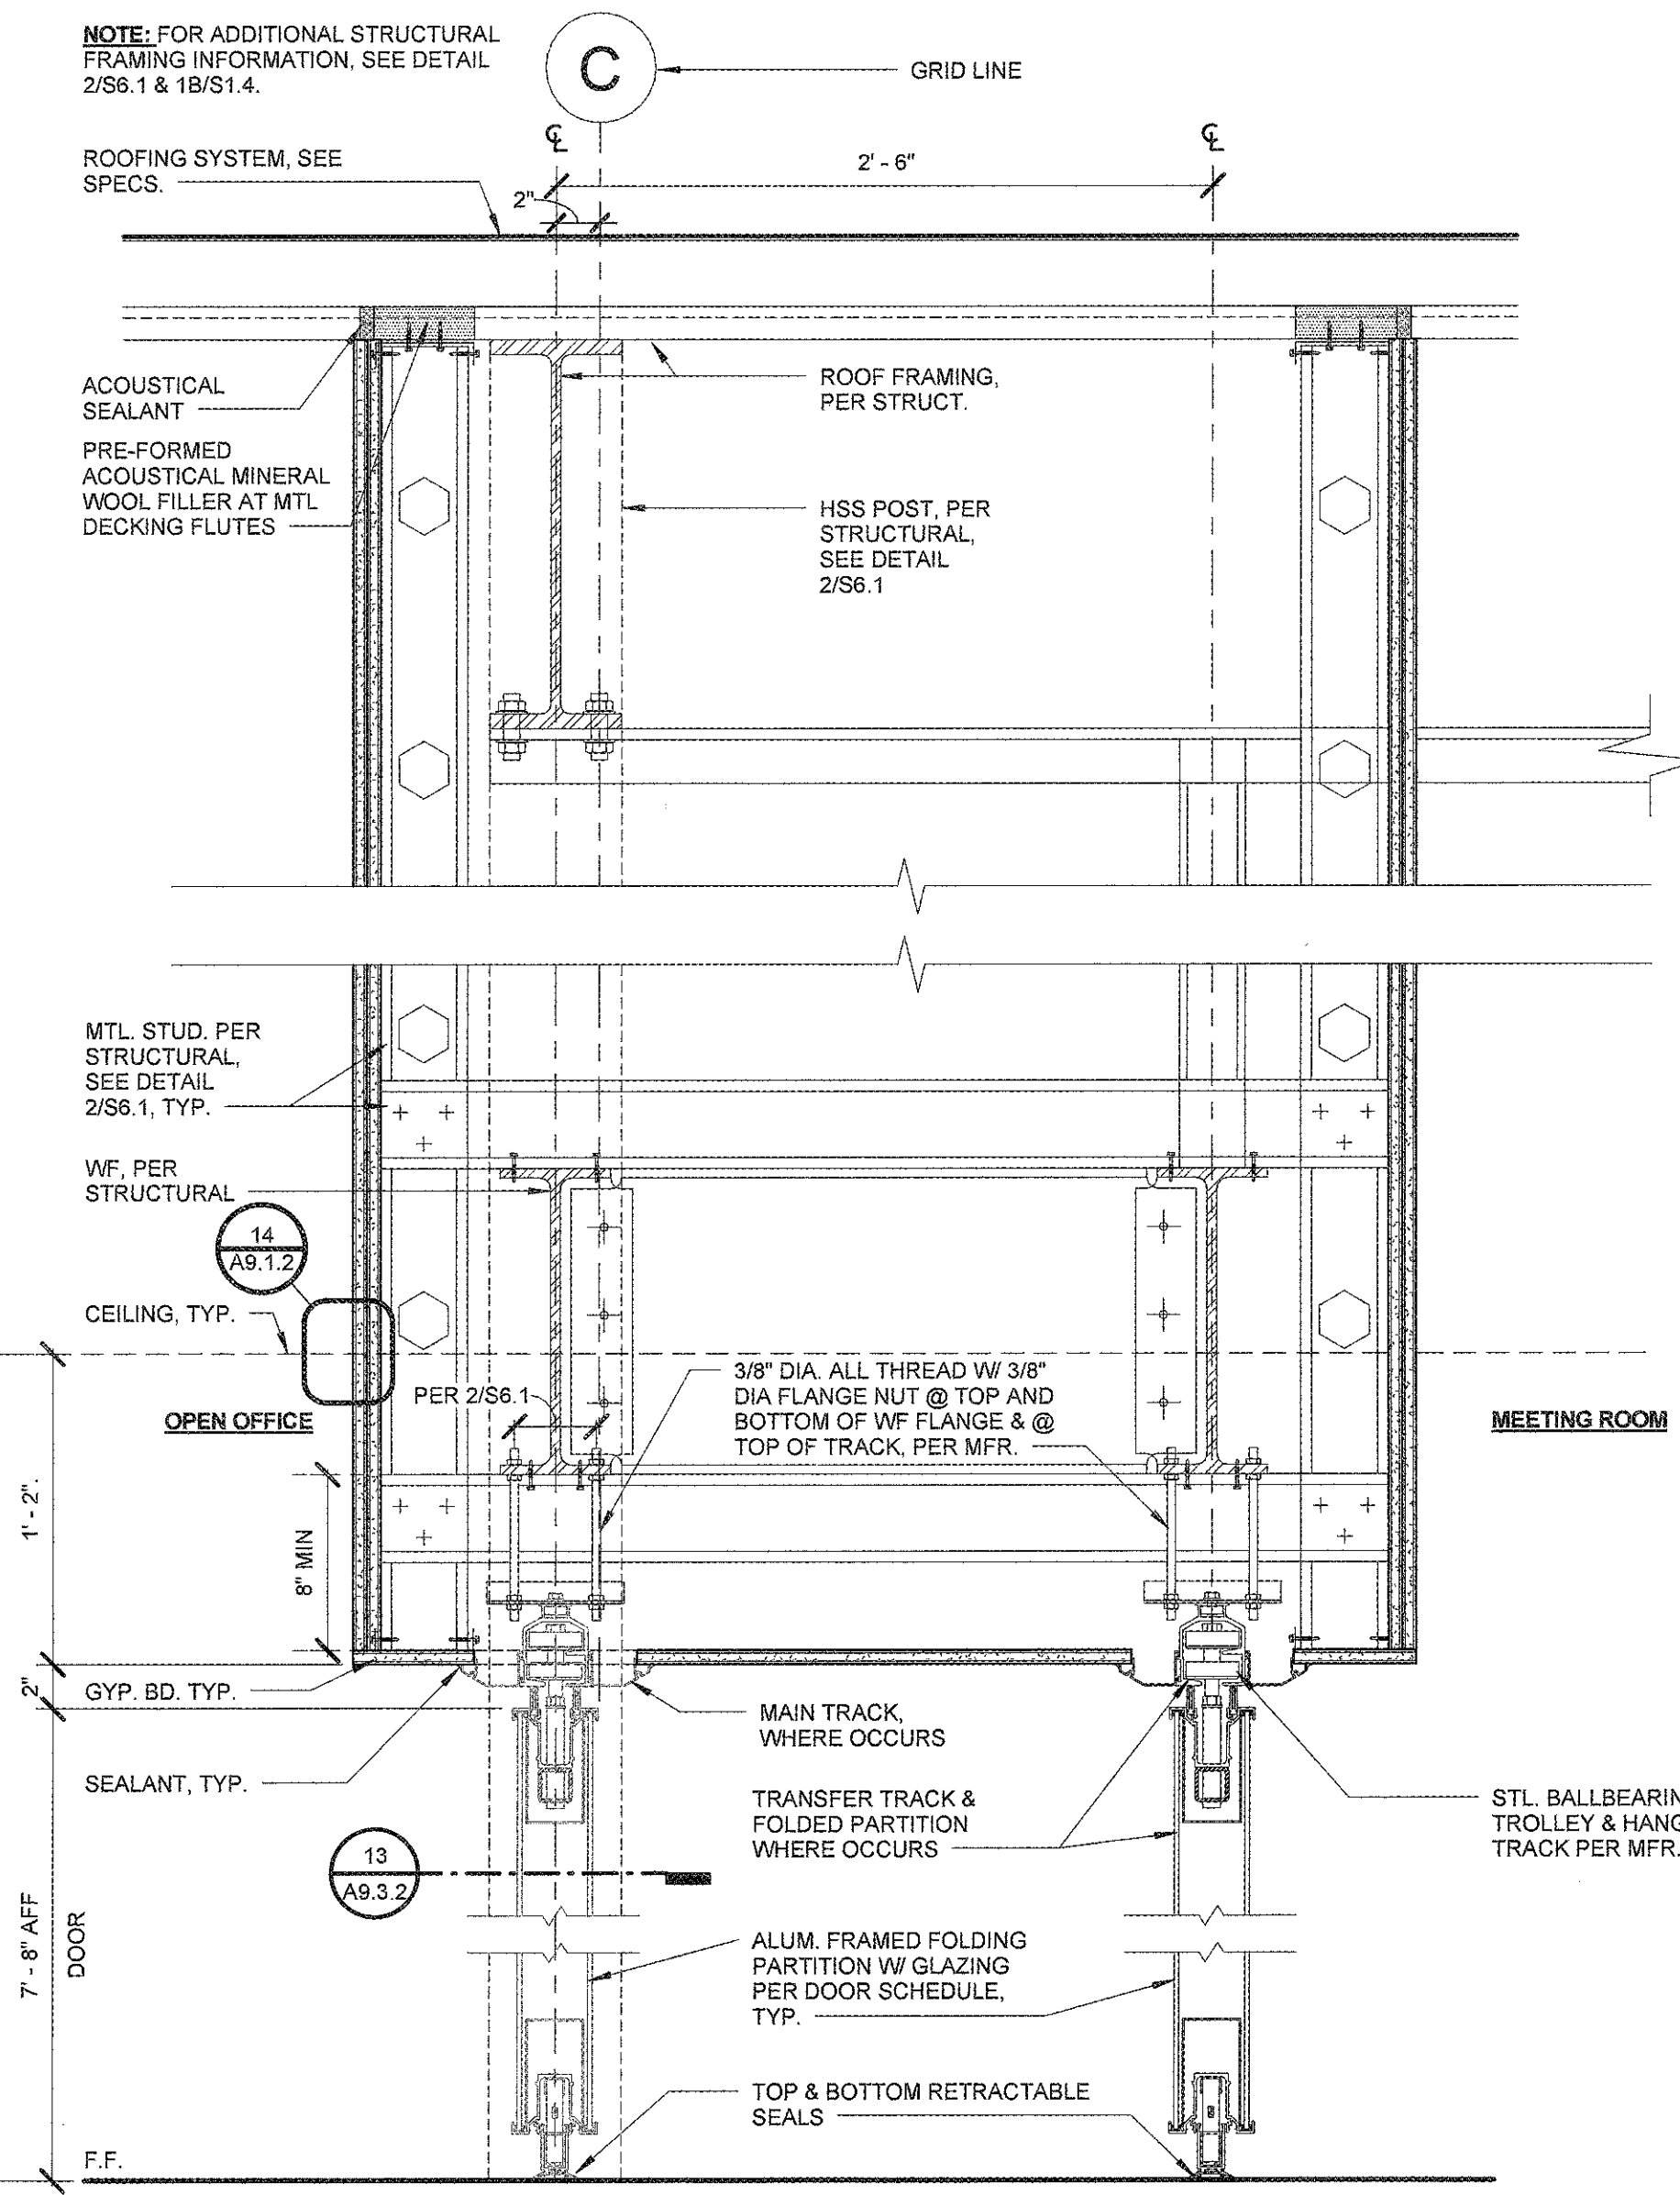 NOTE: FOR ADDITIONAL STRUCTURAL
FRAMING INFORMATION, SEE DETAIL
2/S6.1 & 1B/S1.4.
C
GRID LINE
ROOFING SYSTEM, SEE
SPECS.
℄
℄
2' - 6"
2"
ACOUSTICAL
SEALANT
PRE-FORMED
ACOUSTICAL MINERAL
WOOL FILLER AT MTL
DECKING FLUTES
ROOF FRAMING,
PER STRUCT.
HSS POST, PER
STRUCTURAL,
SEE DETAIL
2/S6.1
MTL. STUD. PER
STRUCTURAL,
SEE DETAIL
2/S6.1, TYP.
WF, PER
STRUCTURAL
14
A9.1.2
CEILING, TYP.
OPEN OFFICE
PER 2/S6.1
3/8" DIA. ALL THREAD W/ 3/8"
DIA FLANGE NUT @ TOP AND
BOTTOM OF WF FLANGE & @
TOP OF TRACK, PER MFR.
MEETING ROOM
1' - 2".
8" MIN
2"
GYP. BD. TYP.
SEALANT, TYP.
MAIN TRACK,
WHERE OCCURS
TRANSFER TRACK &
FOLDED PARTITION
WHERE OCCURS
STL. BALLBEARIN
TROLLEY & HANG
TRACK PER MFR.
13
A9.3.2
7' - 8" AFF
DOOR
ALUM. FRAMED FOLDING
PARTITION W/ GLAZING
PER DOOR SCHEDULE,
TYP.
TOP & BOTTOM RETRACTABLE
SEALS
F.F.